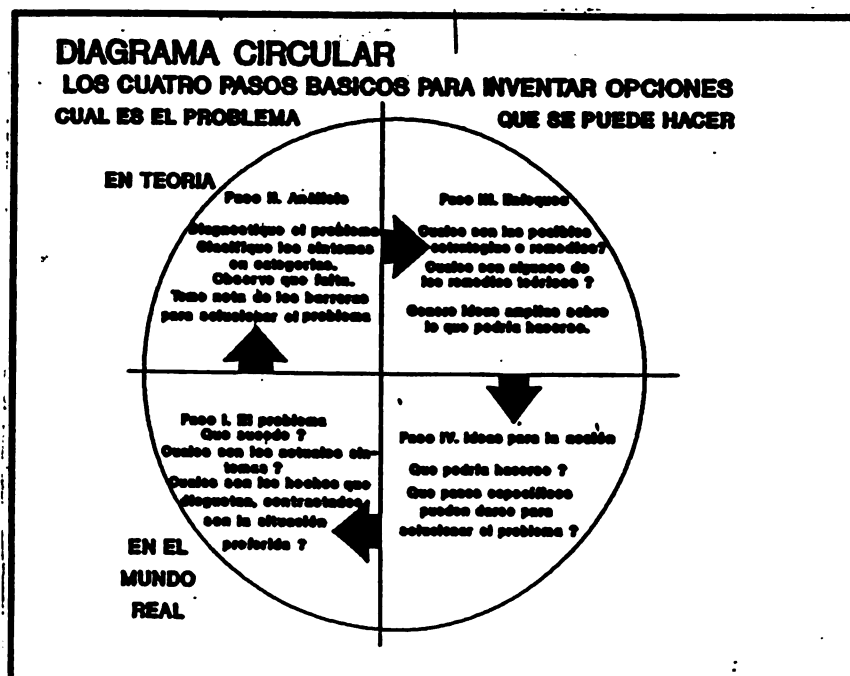 DIAGRAMA CIRCULAR
LOS CUATRO PASOS BASICOS PARA INVENTAR OPCIONES
CUAL ES EL PROBLEMA
QUE SE PUEDE HACER
EN TEORIA
Paso II. Análisis
Diagnostique el problema
Clasifique los síntomas
en categorías.
Observe que falta.
Tome nota de las barreras
para solucionar el problema
Paso III. Enfoques
Cuales son las posibles
estrategias o remedios?
Cuales son algunos de
los remedios teóricos ?
Genere ideas amplias sobre
lo que podría hacerse.
Paso I. El problema
Que sucede ?
Cuales son los actuales sín-
tomas ?
Cuales son los hechos que
disgustan, contrastados
con la situación
preferida ?
Paso IV. Ideas para la acción
Que podría hacerse ?
Que pasos específicos
pueden darse para
solucionar el problema ?
EN EL
MUNDO
REAL